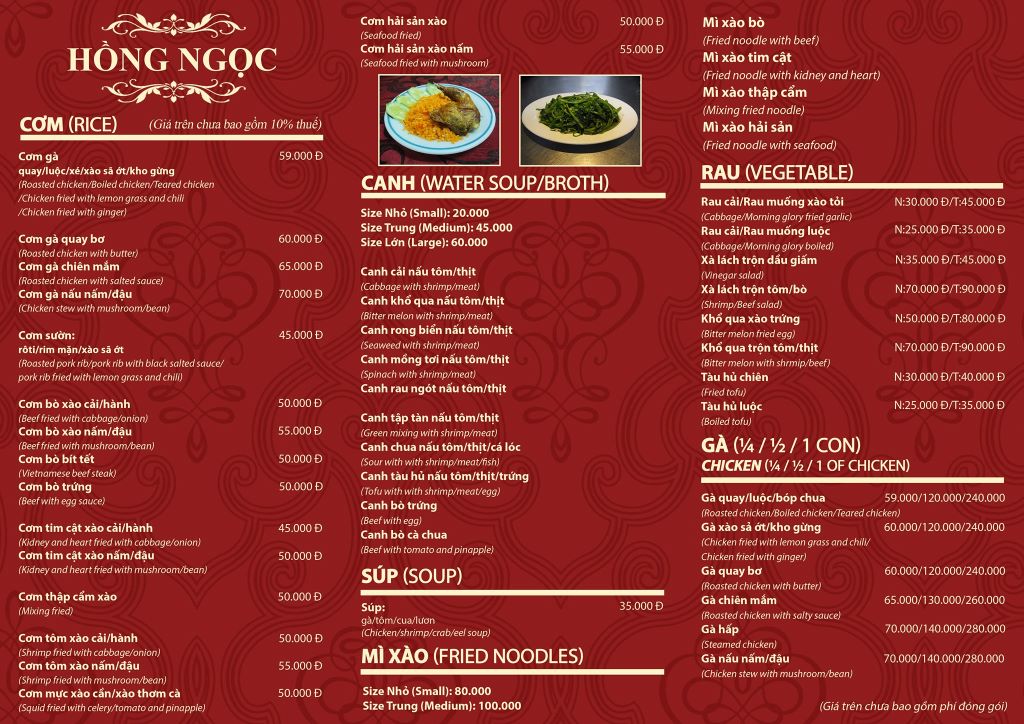 HỒNG NGỌC
CƠM (RICE) (Giá trên chưa bao gồm 10% thuế)
Cơm gà 59.000 Đ
quay/luộc/xé/xào sã ớt/kho gừng
(Roasted chicken/Boiled chicken/Teared chicken
/Chicken fried with lemon grass and chili
/Chicken fried with ginger)
Cơm gà quay bơ 60.000 Đ
(Roasted chicken with butter)
Cơm gà chiên mắm 65.000 Đ
(Roasted chicken with salted sauce)
Cơm gà nấu nấm/đậu 70.000 Đ
(Chicken stew with mushroom/bean)
Cơm sườn: 45.000 Đ
rôti/rim mặn/xào sã ớt
(Roasted pork rib/pork rib with black salted sauce/
pork rib fried with lemon grass and chili)
Cơm bò xào cải/hành 50.000 Đ
(Beef fried with cabbage/onion)
Cơm bò xào nấm/đậu 55.000 Đ
(Beef fried with mushroom/bean)
Cơm bò bít tết 50.000 Đ
(Vietnamese beef steak)
Cơm bò trứng 50.000 Đ
(Beef with egg sauce)
Cơm tim cật xào cải/hành 45.000 Đ
(Kidney and heart fried with cabbage/onion)
Cơm tim cật xào nấm/đậu 50.000 Đ
(Kidney and heart fried with mushroom/bean)
Cơm thập cẩm xào 50.000 Đ
(Mixing fried)
Cơm tôm xào cải/hành 50.000 Đ
(Shrimp fried with cabbage/onion)
Cơm tôm xào nấm/đậu 55.000 Đ
(Shrimp fried with mushroom/bean)
Cơm mực xào cần/xào thơm cà 50.000 Đ
(Squid fried with celery/tomato and pinapple)
Cơm hải sản xào 50.000 Đ
(Seafood fried)
Cơm hải sản xào nấm 55.000 Đ
(Seafood fried with mushroom)
CANH (WATER SOUP/BROTH)
Size Nhỏ (Small): 20.000
Size Trung (Medium): 45.000
Size Lớn (Large): 60.000
Canh cải nấu tôm/thịt
(Cabbage with shrimp/meat)
Canh khổ qua nấu tôm/thịt
(Bitter melon with shrimp/meat)
Canh rong biển nấu tôm/thịt
(Seaweed with shrimp/meat)
Canh mồng tơi nấu tôm/thịt
(Spinach with shrimp/meat)
Canh rau ngót nấu tôm/thịt
Canh tập tàn nấu tôm/thịt
(Green mixing with shrimp/meat)
Canh chua nấu tôm/thịt/cá lóc
(Sour with with shrimp/meat/fish)
Canh tàu hủ nấu tôm/thịt/trứng
(Tofu with with shrimp/meat/egg)
Canh bò trứng
(Beef with egg)
Canh bò cà chua
(Beef with tomato and pinapple)
SÚP (SOUP)
Súp: 35.000 Đ
gà/tôm/cua/lươn
(Chicken/shrimp/crab/eel soup)
MÌ XÀO (FRIED NOODLES)
Size Nhỏ (Small): 80.000
Size Trung (Medium): 100.000
Mì xào bò
(Fried noodle with beef)
Mì xào tim cật
(Fried noodle with kidney and heart)
Mì xào thập cẩm
(Mixing fried noodle)
Mì xào hải sản
(Fried noodle with seafood)
RAU (VEGETABLE)
Rau cải/Rau muống xào tỏi N:30.000 Đ/T:45.000 Đ
(Cabbage/Morning glory fried garlic)
Rau cải/Rau muống luộc N:25.000 Đ/T:35.000 Đ
(Cabbage/Morning glory boiled)
Xà lách trộn dầu giấm N:35.000 Đ/T:45.000 Đ
(Vinegar salad)
Xà lách trộn tôm/bò N:70.000 Đ/T:90.000 Đ
(Shrimp/Beef salad)
Khổ qua xào trứng N:50.000 Đ/T:80.000 Đ
(Bitter melon fried egg)
Khổ qua trộn tôm/thịt N:70.000 Đ/T:90.000 Đ
(Bitter melon with shrmip/beef)
Tàu hủ chiên N:30.000 Đ/T:40.000 Đ
(Fried tofu)
Tàu hủ luộc N:25.000 Đ/T:35.000 Đ
(Boiled tofu)
GÀ (¼ / ½ / 1 CON)
CHICKEN (¼ / ½ / 1 OF CHICKEN)
Gà quay/luộc/bóp chua 59.000/120.000/240.000
(Roasted chicken/Boiled chicken/Teared chicken)
Gà xào sả ớt/kho gừng 60.000/120.000/240.000
(Chicken fried with lemon grass and chili/
Chicken fried with ginger)
Gà quay bơ 60.000/120.000/240.000
(Roasted chicken with butter)
Gà chiên mắm 65.000/130.000/260.000
(Roasted chicken with salty sauce)
Gà hấp 70.000/140.000/280.000
(Steamed chicken)
Gà nấu nấm/đậu 70.000/140.000/280.000
(Chicken stew with mushroom/bean)
(Giá trên chưa bao gồm phí đóng gói)